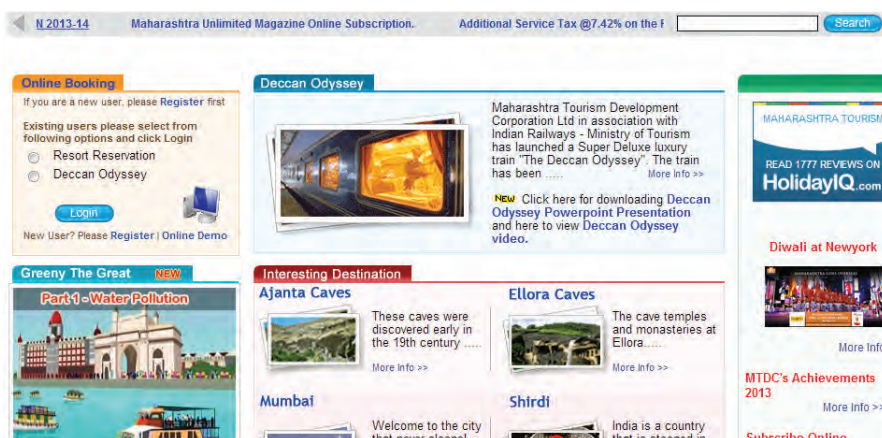 N 2013-14 Maharashtra Unlimited Magazine Online Subscription. Additional Service Tax @7.42% on the F Search
Online Booking
If you are a new user, please Register first
Existing users please select from
following options and click Login
Resort Reservation
Deccan Odyssey
Login
New User? Please Register | Online Demo
Deccan Odyssey
Maharashtra Tourism Development
Corporation Ltd in association with
Indian Railways - Ministry of Tourism
has launched a Super Deluxe luxury
train "The Deccan Odyssey". The train
has been ..... More Info >>
NEW Click here for downloading Deccan
Odyssey Powerpoint Presentation
and here to view Deccan Odyssey
video.
MAHARASHTRA TOURISM
READ 1777 REVIEWS ON
HolidayIQ.com
Diwali at Newyork
More Info
MTDC's Achievements
2013
More Info >>
Subscribe Online
Greeny The Great NEW
Part 1 - Water Pollution
Interesting Destination
Ajanta Caves
These caves were
discovered early in
the 19th century .....
More Info >>
Ellora Caves
The cave temples
and monasteries at
Ellora.....
More Info >>
Mumbai
Welcome to the city
that never sleeps!
Shirdi
India is a country
that is steeped in